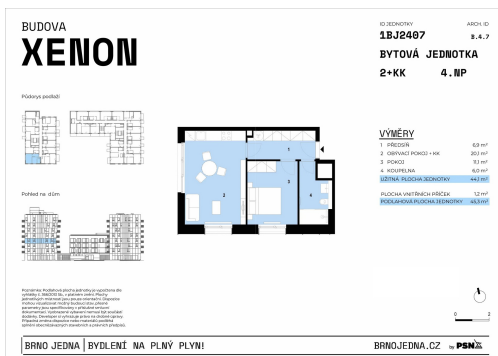 BUDOVA
XENON
ID JEDNOTKY
ARCH. ID
1BJ2407
B.4.7
BYTOVÁ JEDNOTKA
2+KK
4.NP
Půdorys podlaží
Pohled na dům
1
2
3
4
VÝMĚRY
1 PŘEDSÍŇ 6,9 m²
2 OBÝVACÍ POKOJ + KK 20,1 m²
3 POKOJ 11,1 m²
4 KOUPELNA 6,0 m²
UŽITNÁ PLOCHA JEDNOTKY 44,1 m²
PLOCHA VNITŘNÍCH PŘÍČEK 1,2 m²
PODLAHOVÁ PLOCHA JEDNOTKY 45,3 m²
0 2
BRNO JEDNA BYDLENÍ NA PLNÝ PLYN!
BRNOJEDNA.CZ by PSN